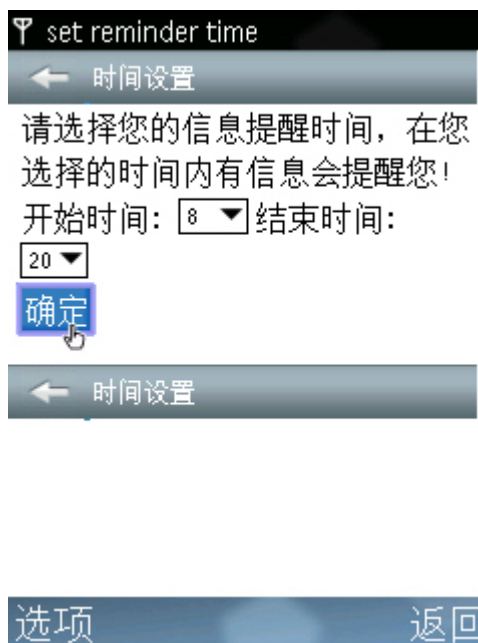 set reminder time
时间设置
请选择您的信息提醒时间，在您
选择的时间内有信息会提醒您！
开始时间：8 结束时间：
20
确定
时间设置
选项 返回